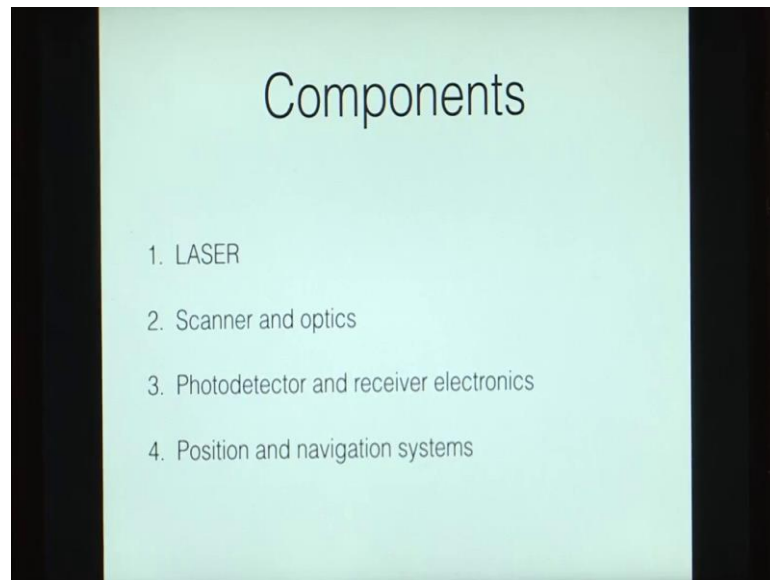 Components
1. LASER
2. Scanner and optics
3. Photodetector and receiver electronics
4. Position and navigation systems